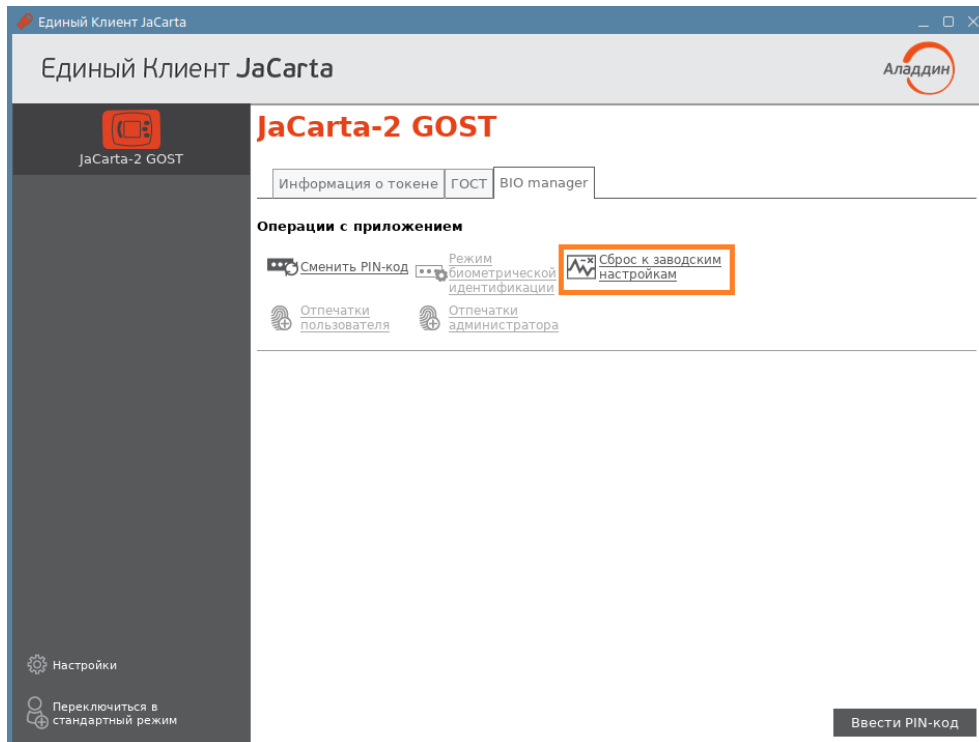 Единый Клиент JaCarta
Единый Клиент JaCarta
Аладдин
JaCarta-2 GOST
JaCarta-2 GOST
Информация о токене ГОСТ BIO manager
Операции с приложением
Сменить PIN-код
Режим
биометрической
идентификации
Сброс к заводским
настройкам
Отпечатки
пользователя
Отпечатки
администратора
Настройки
Переключиться в
стандартный режим
Ввести PIN-код